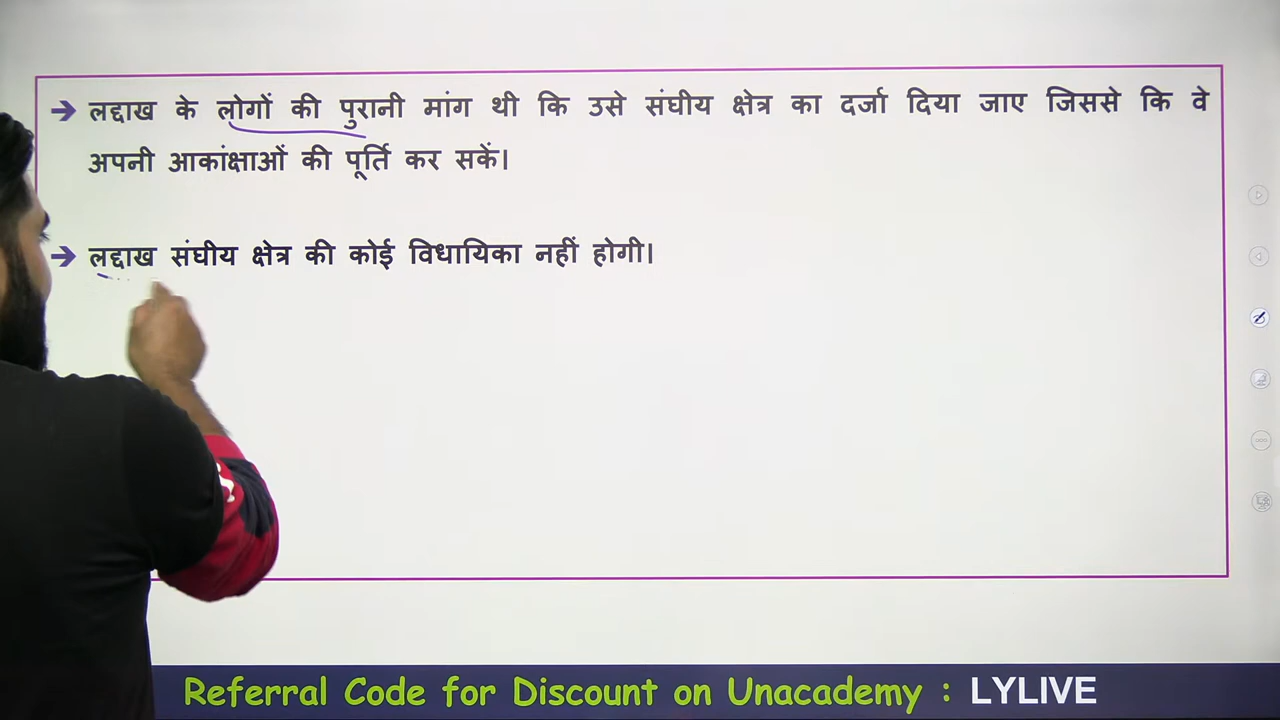 → लद्दाख के लोगों की पुरानी मांग थी कि उसे संघीय क्षेत्र का दर्जा दिया जाए जिससे कि वे
अपनी आकांक्षाओं की पूर्ति कर सकें।
→ लद्दाख संघीय क्षेत्र की कोई विधायिका नहीं होगी।
Referral Code for Discount on Unacademy : LYLIVE